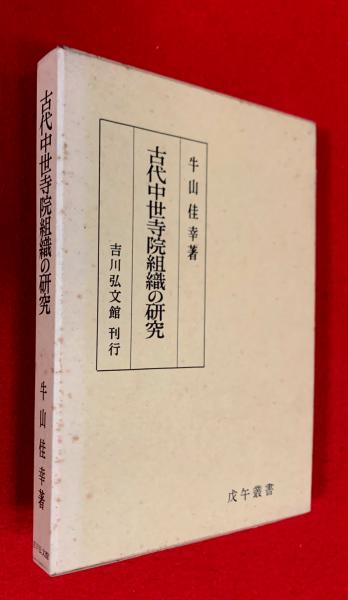 牛山佳幸著
古代中世寺院組織の研究
吉川弘文館 刊行
戊午叢書
古代中世寺院組織の研究
牛山佳幸著